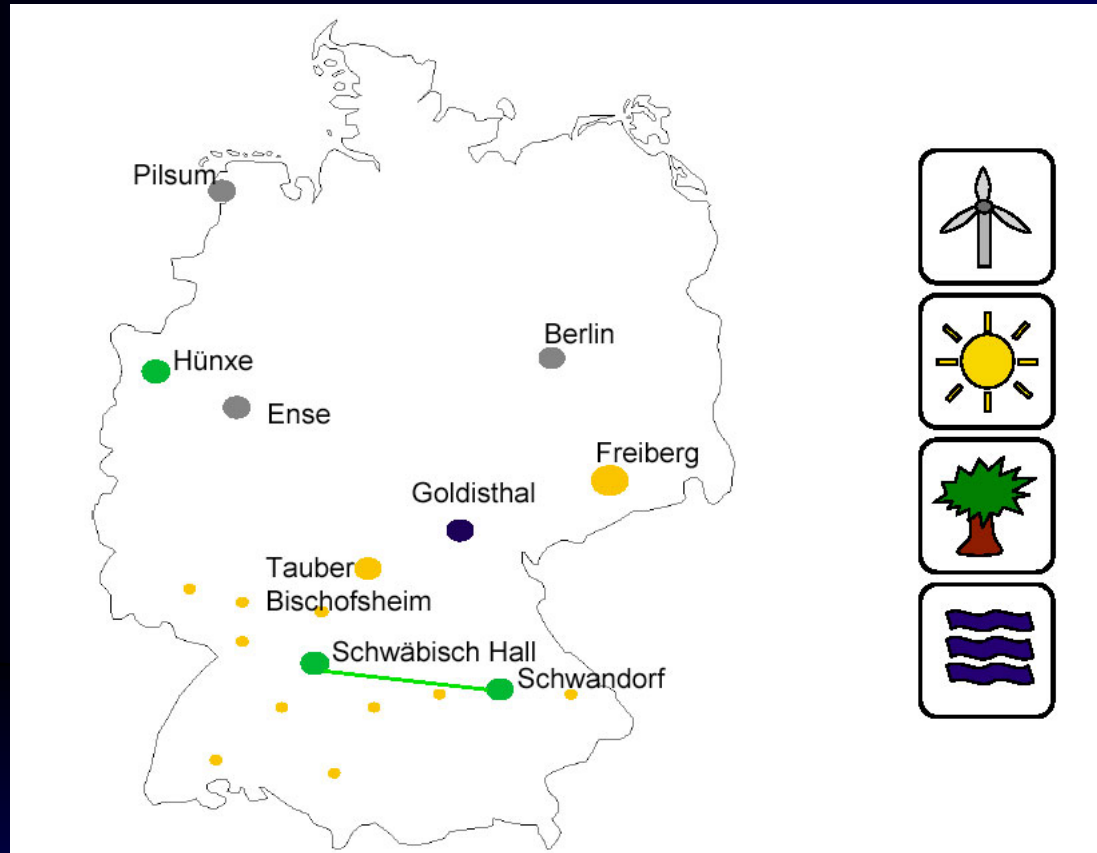 Pilsum
Berlin
Hünxe
Ense
Freiberg
Goldisthal
Tauber
Bischofsheim
Schwäbisch Hall
Schwandorf